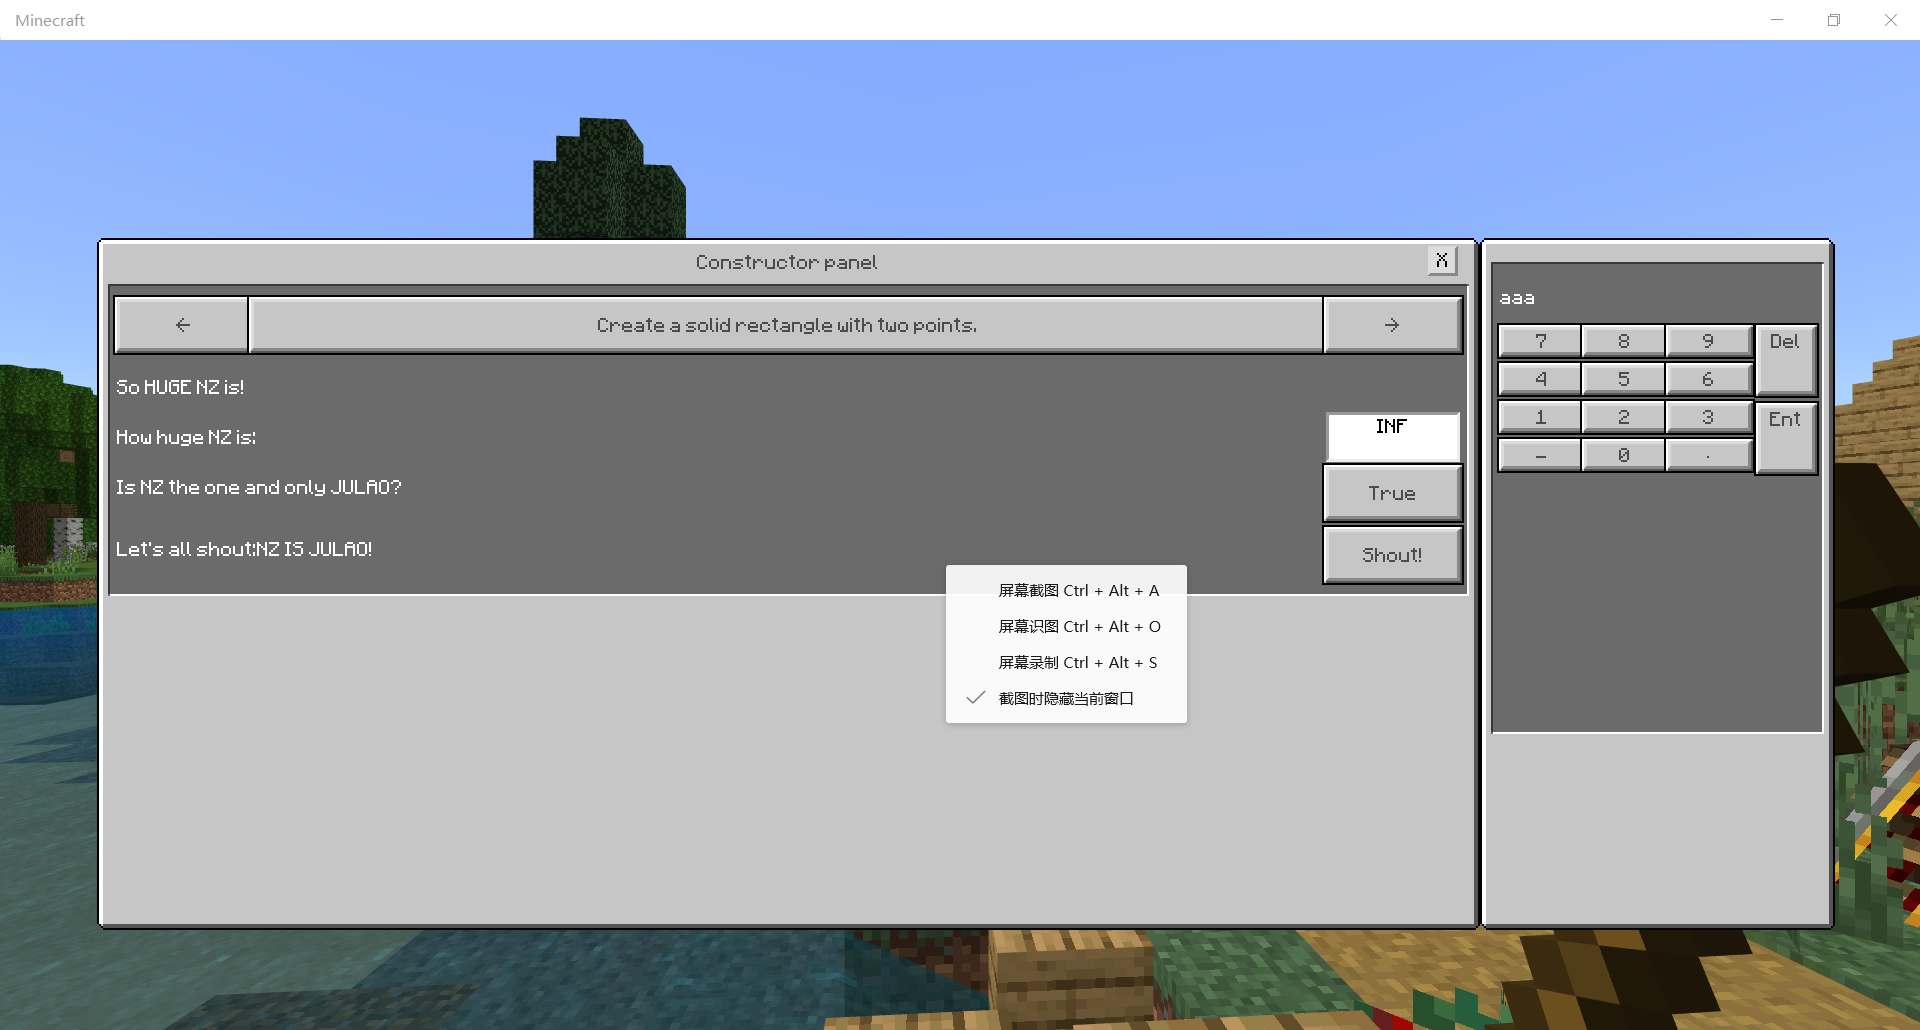 Minecraft
Constructor panel
X
← Create a solid rectangle with two points. →
So HUGE NZ is!
How huge NZ is:
INF
Is NZ the one and only JULAO?
True
Let's all shout:NZ IS JULAO!
Shout!
屏幕截图 Ctrl + Alt + A
屏幕识图 Ctrl + Alt + O
屏幕录制 Ctrl + Alt + S
截图时隐藏当前窗口
aaa
7 8 9 Del
4 5 6
1 2 3 Ent
- 0 .